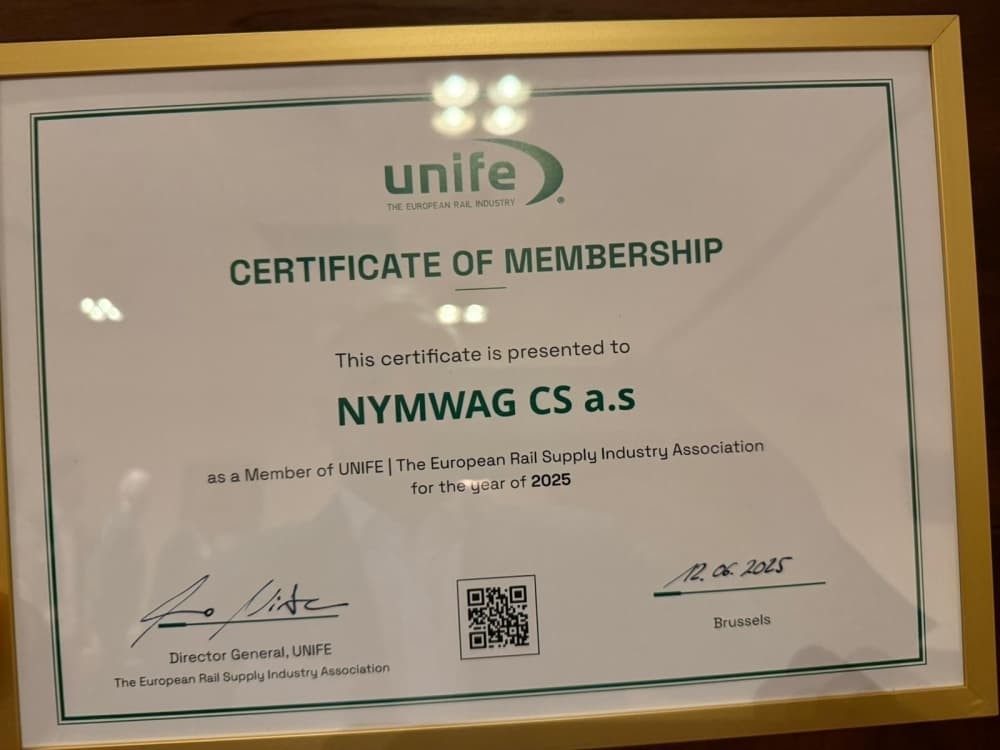 unife
THE EUROPEAN RAIL INDUSTRY
CERTIFICATE OF MEMBERSHIP
This certificate is presented to
NYMWAG CS a.s
as a Member of UNIFE | The European Rail Supply Industry Association
for the year of 2025
12.06.2025
Director General, UNIFE
The European Rail Supply Industry Association
Brussels